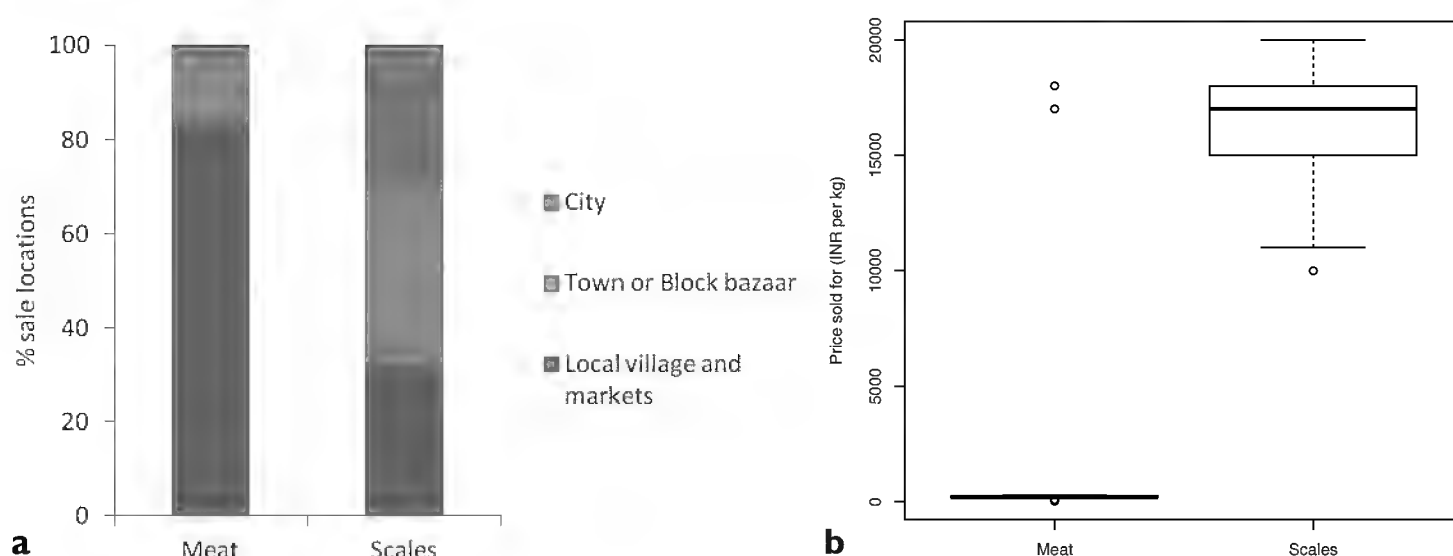 100
80
60
40
20
0
% sale locations
Meat
Scales
City
Town or Block bazaar
Local village and
markets
a
20000
15000
10000
5000
0
Price sold for (INR per kg)
Meat
Scales
b